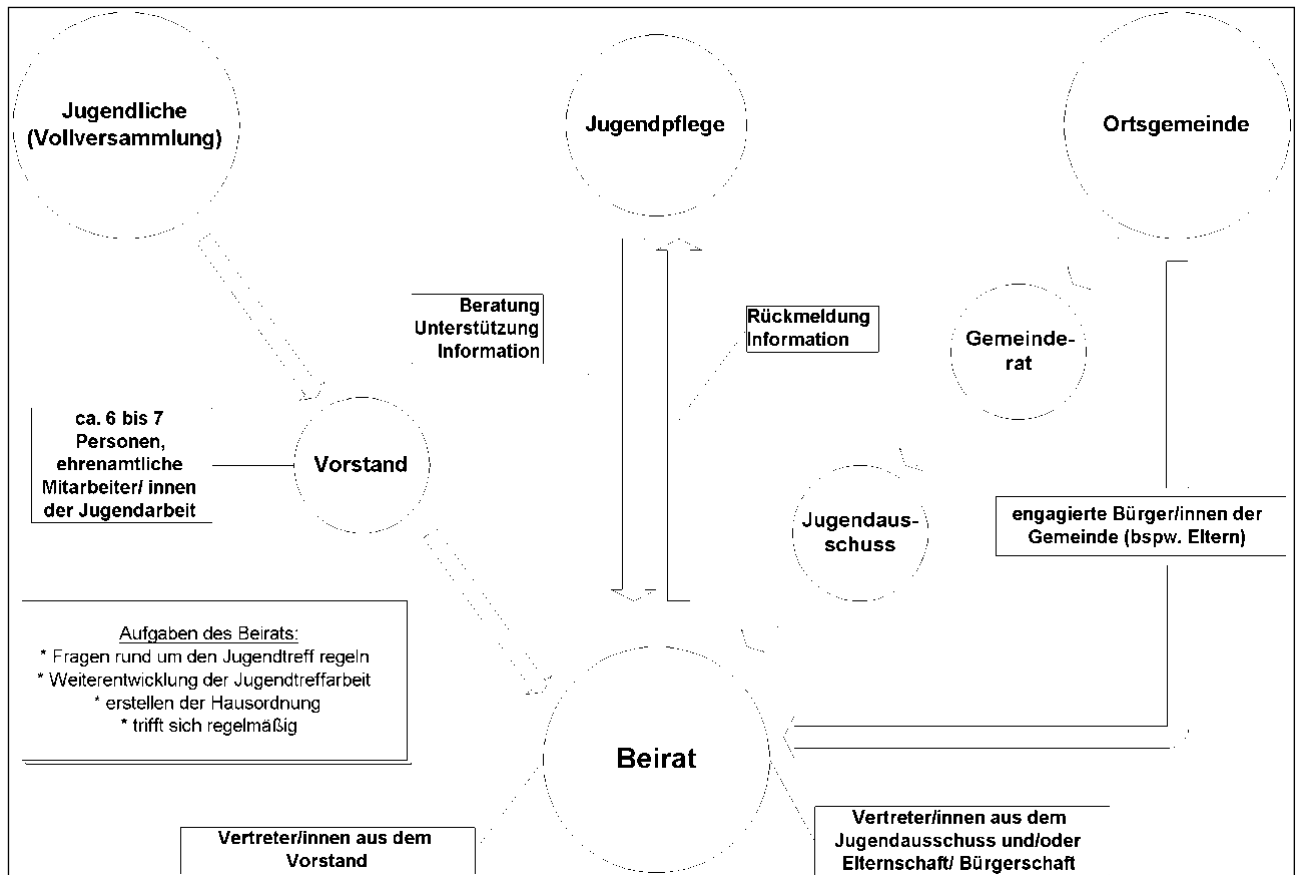 Jugendliche
(Vollversammlung)
Jugendpflege
Ortsgemeinde
Beratung
Unterstützung
Information
Rückmeldung
Information
Gemeinde-
rat
ca. 6 bis 7
Personen,
ehrenamtliche
Mitarbeiter/ innen
der Jugendarbeit
Vorstand
Jugendaus-
schuss
engagierte Bürger/innen der
Gemeinde (bspw. Eltern)
Aufgaben des Beirats:
* Fragen rund um den Jugendtreff regeln
* Weiterentwicklung der Jugendtreffarbeit
* erstellen der Hausordnung
* trifft sich regelmäßig
Beirat
Vertreter/innen aus dem
Vorstand
Vertreter/innen aus dem
Jugendausschuss und/oder
Elternschaft/ Bürgerschaft